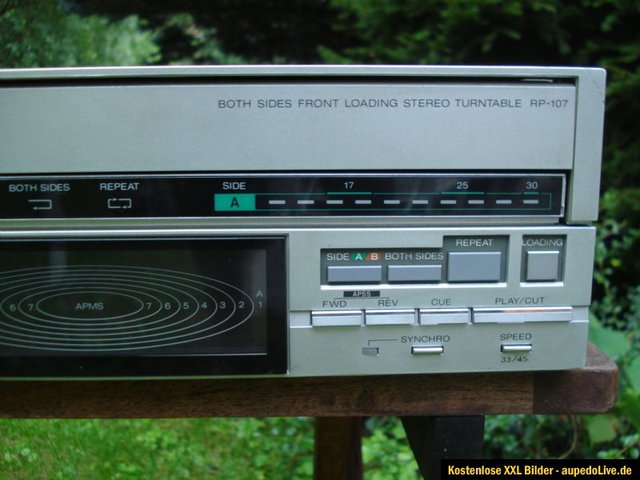 BOTH SIDES FRONT LOADING STEREO TURNTABLE RP-107
BOTH SIDES REPEAT SIDE 17 25 30
A
SIDE A/B BOTH SIDES REPEAT LOADING
APSS
FWD REV CUE PLAY/CUT
SYNCHRO SPEED
33/45
A
6 7 APMS 7 6 5 4 3 2 1
Kostenlose XXL Bilder - aupedoLive.de